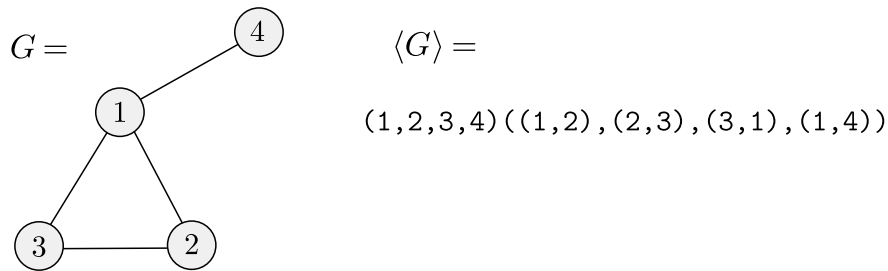 G =
4
1
3
2
⟨G⟩ =
(1,2,3,4)((1,2),(2,3),(3,1),(1,4))